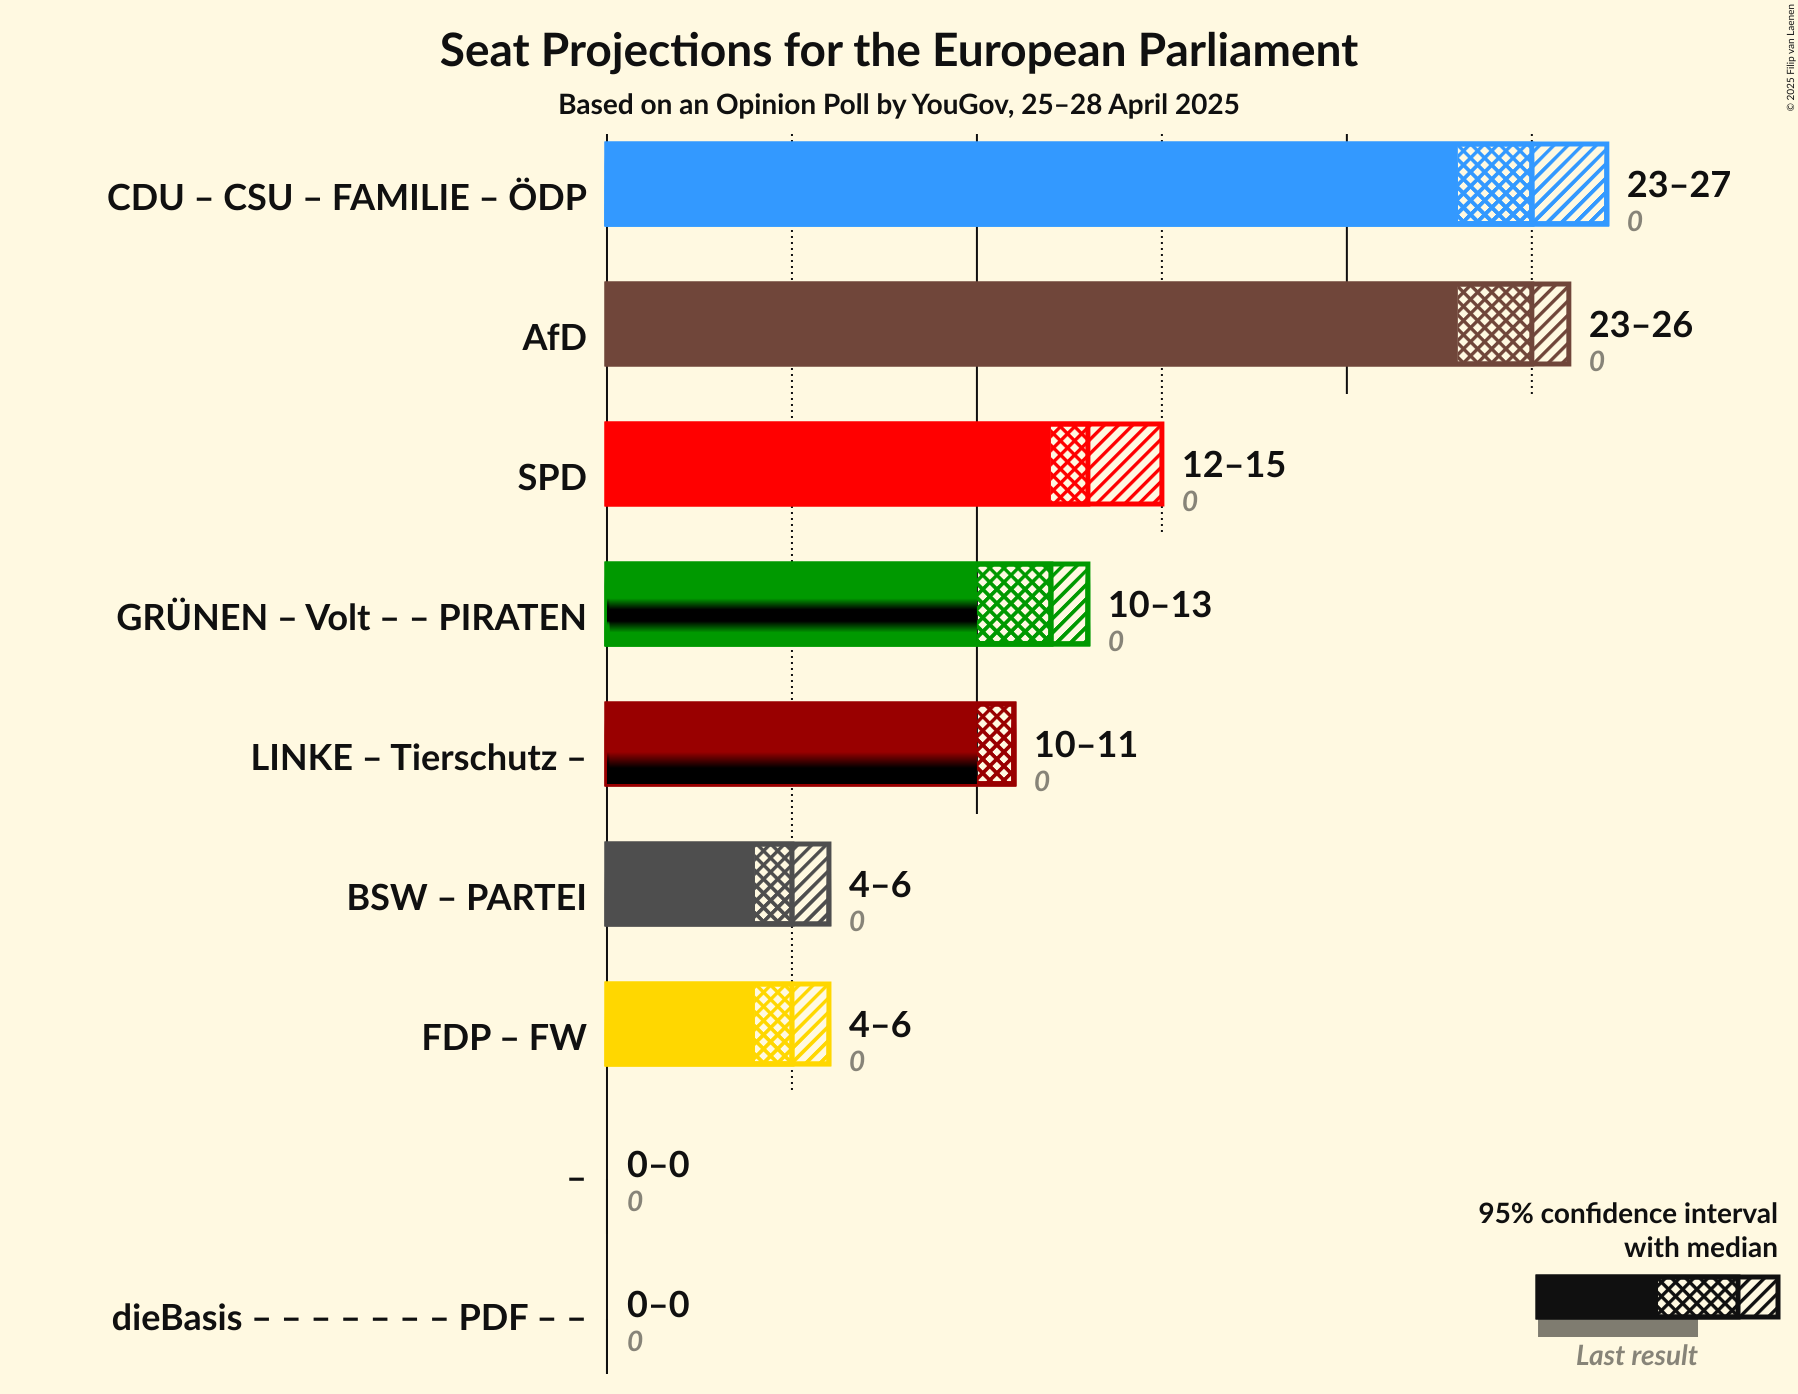 Seat Projections for the European Parliament
Based on an Opinion Poll by YouGov, 25–28 April 2025
© 2025 Filip van Laenen
CDU – CSU – FAMILIE – ÖDP
23–27
0
AfD
23–26
0
SPD
12–15
0
GRÜNEN – Volt – – PIRATEN
10–13
0
LINKE – Tierschutz –
10–11
0
BSW – PARTEI
4–6
0
FDP – FW
4–6
0
–
0–0
0
dieBasis – – – – – – – PDF – –
0–0
0
95% confidence interval
with median
Last result